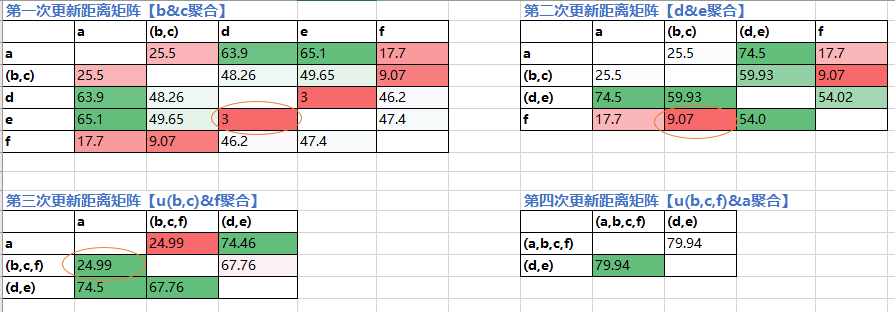 第一次更新距离矩阵【b&c聚合】
a (b,c) d e f
a 25.5 63.9 65.1 17.7
(b,c) 25.5 48.26 49.65 9.07
d 63.9 48.26 3 46.2
e 65.1 49.65 3 47.4
f 17.7 9.07 46.2 47.4
第二次更新距离矩阵【d&e聚合】
a (b,c) (d,e) f
a 25.5 74.5 17.7
(b,c) 25.5 59.93 9.07
(d,e) 74.5 59.93 54.02
f 17.7 9.07 54.0
第三次更新距离矩阵【u(b,c)&f聚合】
a (b,c,f) (d,e)
a 24.99 74.46
(b,c,f) 24.99 67.76
(d,e) 74.5 67.76
第四次更新距离矩阵【u(b,c,f)&a聚合】
(a,b,c,f) (d,e)
(a,b,c,f) 79.94
(d,e) 79.94